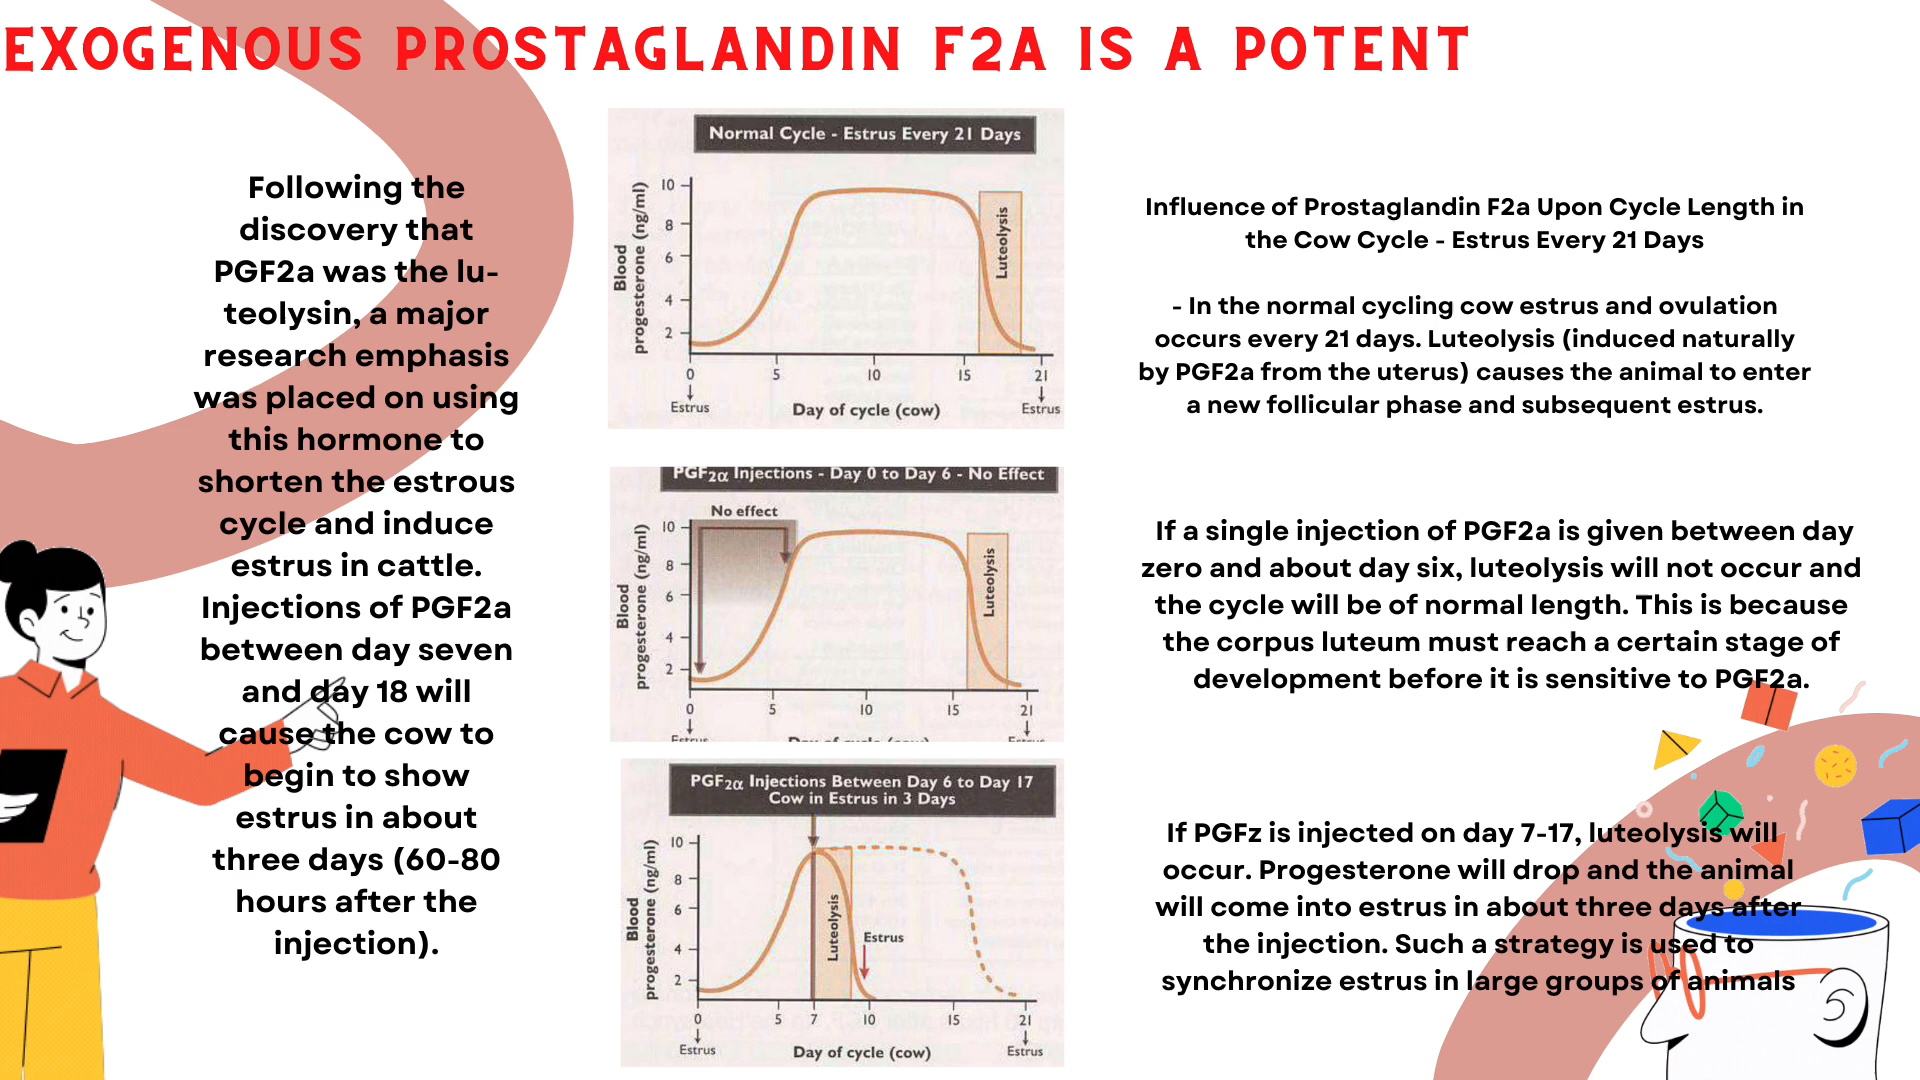 EXOGENOUS PROSTAGLANDIN F2A IS A POTENT
Following the
discovery that
PGF2a was the lu-
teolysin, a major
research emphasis
was placed on using
this hormone to
shorten the estrous
cycle and induce
estrus in cattle.
Injections of PGF2a
between day seven
and day 18 will
cause the cow to
begin to show
estrus in about
three days (60-80
hours after the
injection).
Normal Cycle - Estrus Every 21 Days
Blood
progesterone (ng/ml)
10
8
6
4
2
Luteolysis
0 5 10 15 21
Estrus Estrus
Day of cycle (cow)
PGF2α Injections - Day 0 to Day 6 - No Effect
No effect
Blood
progesterone (ng/ml)
10
8
6
4
2
Luteolysis
0 5 10 15 21
Estrus Estrus
Day of cycle (cow)
PGF2α Injections Between Day 6 to Day 17
Cow in Estrus in 3 Days
Blood
progesterone (ng/ml)
10
8
6
4
2
Luteolysis
Estrus
0 5 7 10 15 21
Estrus Estrus
Day of cycle (cow)
Influence of Prostaglandin F2a Upon Cycle Length in
the Cow Cycle - Estrus Every 21 Days
- In the normal cycling cow estrus and ovulation
occurs every 21 days. Luteolysis (induced naturally
by PGF2a from the uterus) causes the animal to enter
a new follicular phase and subsequent estrus.
If a single injection of PGF2a is given between day
zero and about day six, luteolysis will not occur and
the cycle will be of normal length. This is because
the corpus luteum must reach a certain stage of
development before it is sensitive to PGF2a.
If PGFz is injected on day 7-17, luteolysis will
occur. Progesterone will drop and the animal
will come into estrus in about three days after
the injection. Such a strategy is used to
synchronize estrus in large groups of animals